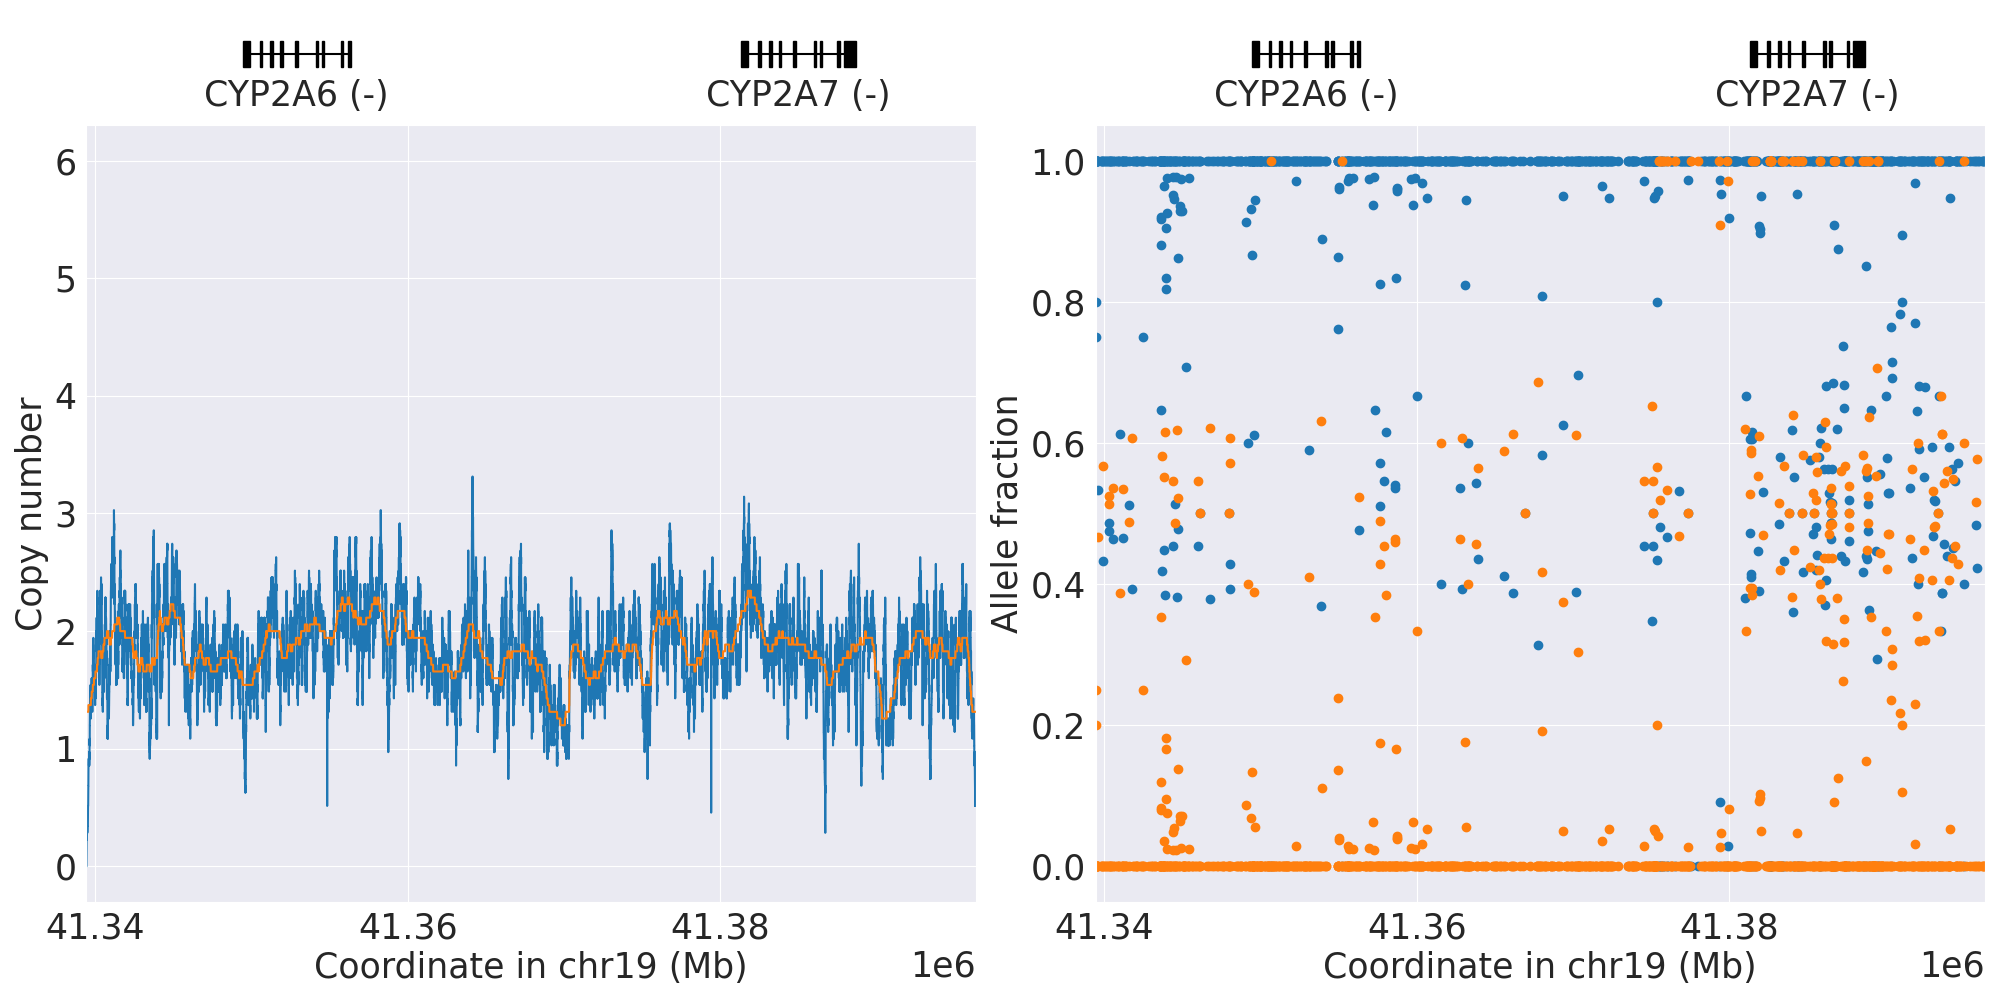 CYP2A6 (-) CYP2A7 (-)
CYP2A6 (-) CYP2A7 (-)
6
5
4
3
2
1
0
Copy number
41.34 41.36 41.38
Coordinate in chr19 (Mb) 1e6
1.0
0.8
0.6
0.4
0.2
0.0
Allele fraction
41.34 41.36 41.38
Coordinate in chr19 (Mb) 1e6